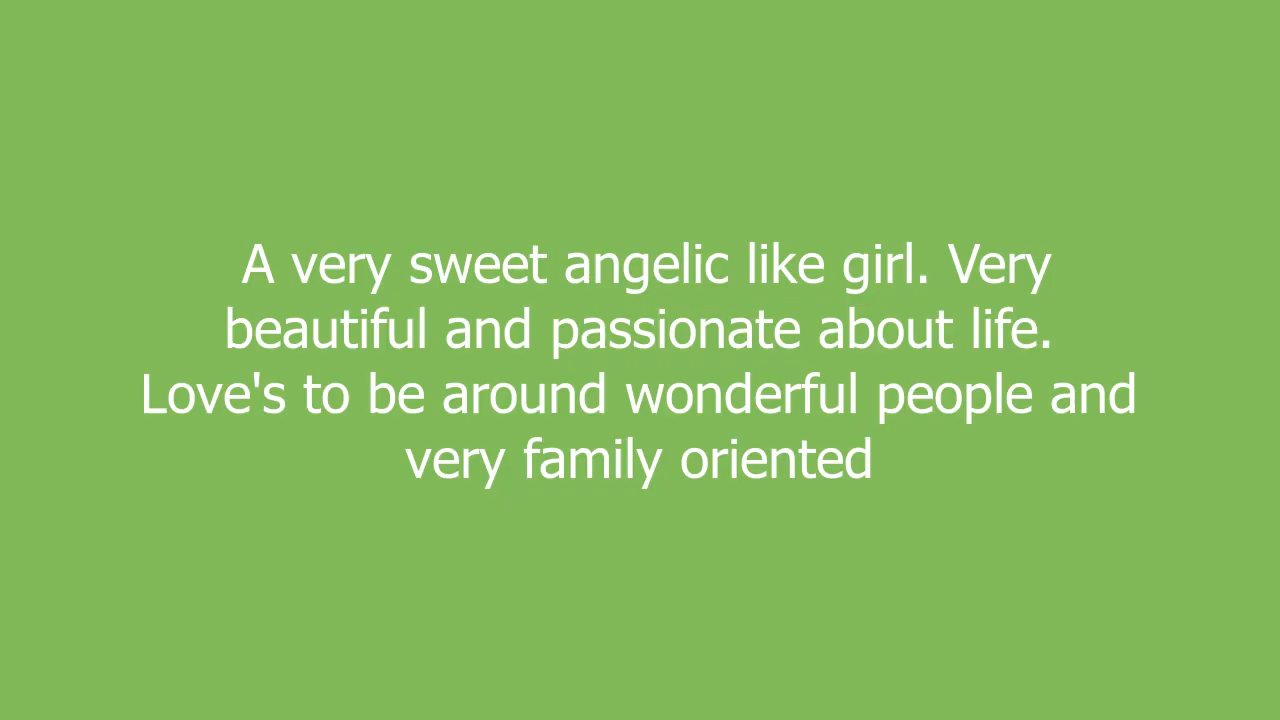 A very sweet angelic like girl. Very
beautiful and passionate about life.
Love's to be around wonderful people and
very family oriented